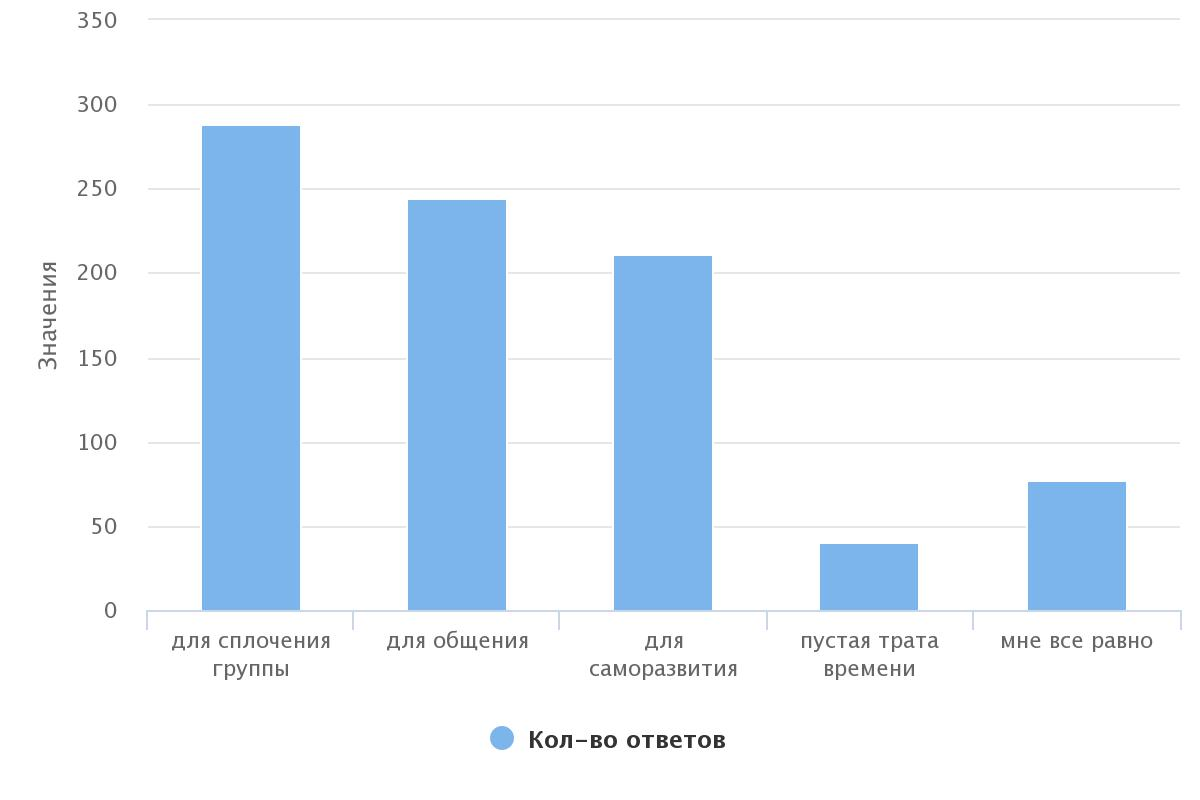 350
300
250
200
150
100
50
0
Значения
для сплочения
группы
для общения
для
саморазвития
пустая трата
времени
мне все равно
Кол-во ответов